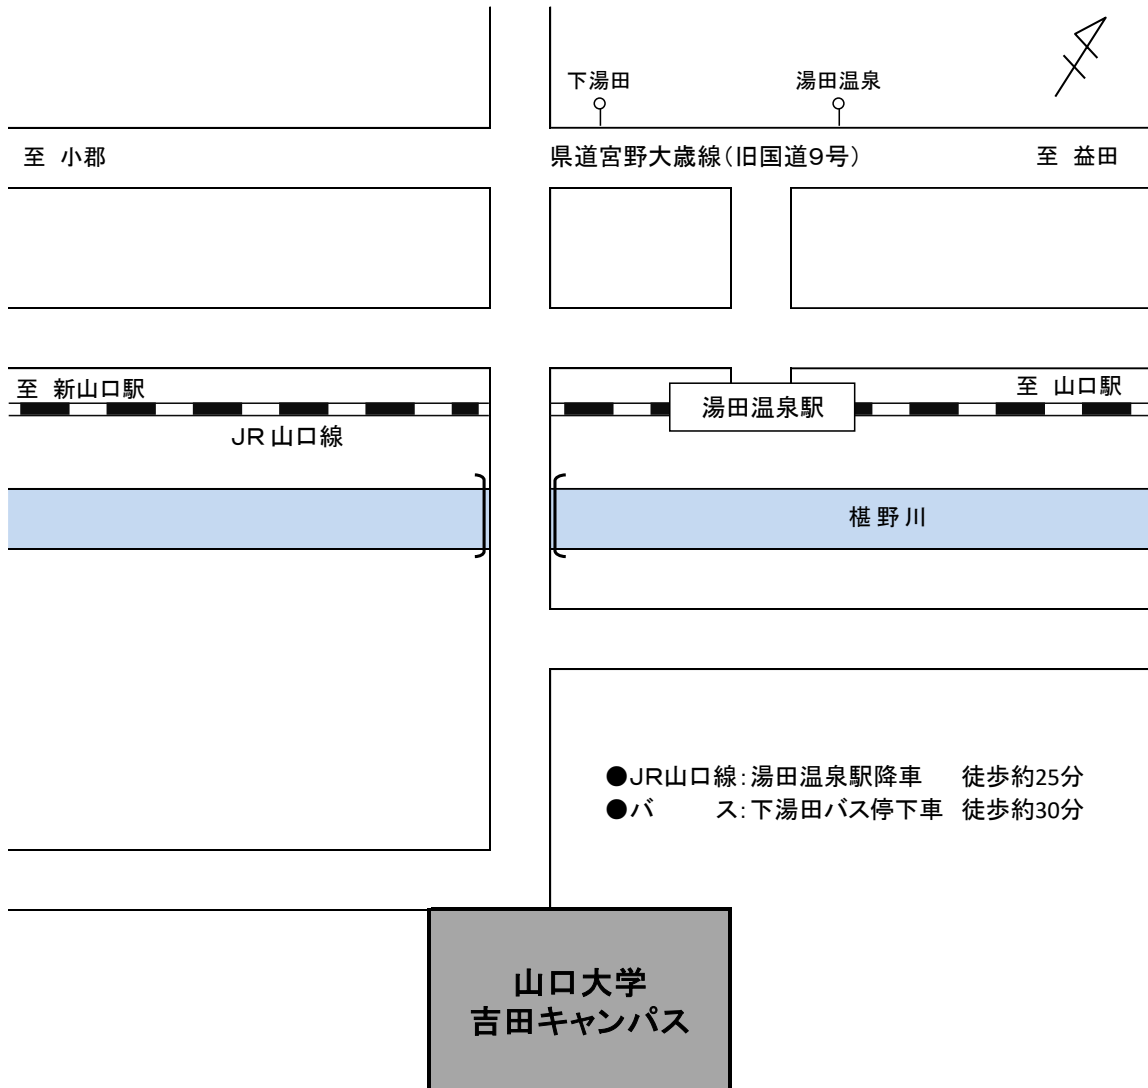 下湯田
湯田温泉
至 小郡
県道宮野大歳線(旧国道9号)
至 益田
至 新山口駅
至 山口駅
湯田温泉駅
JR山口線
椹野川
●JR山口線:湯田温泉駅降車 徒歩約25分
●バ ス:下湯田バス停下車 徒歩約30分
山口大学
吉田キャンパス